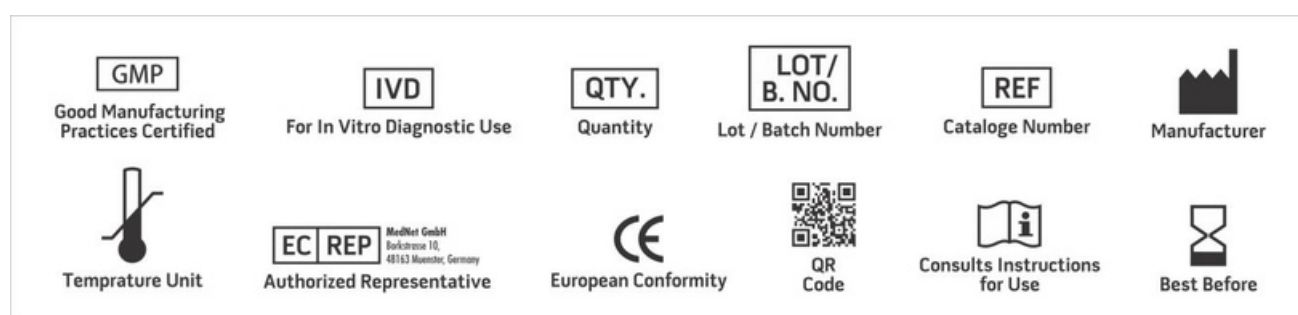 GMP
Good Manufacturing
Practices Certified
IVD
For In Vitro Diagnostic Use
QTY.
Quantity
LOT/
B. NO.
Lot / Batch Number
REF
Cataloge Number
Manufacturer
Temprature Unit
EC REP
MedNet GmbH
Borkstrasse 10,
48163 Muenster, Germany
Authorized Representative
CE
European Conformity
QR
Code
i
Consults Instructions
for Use
Best Before